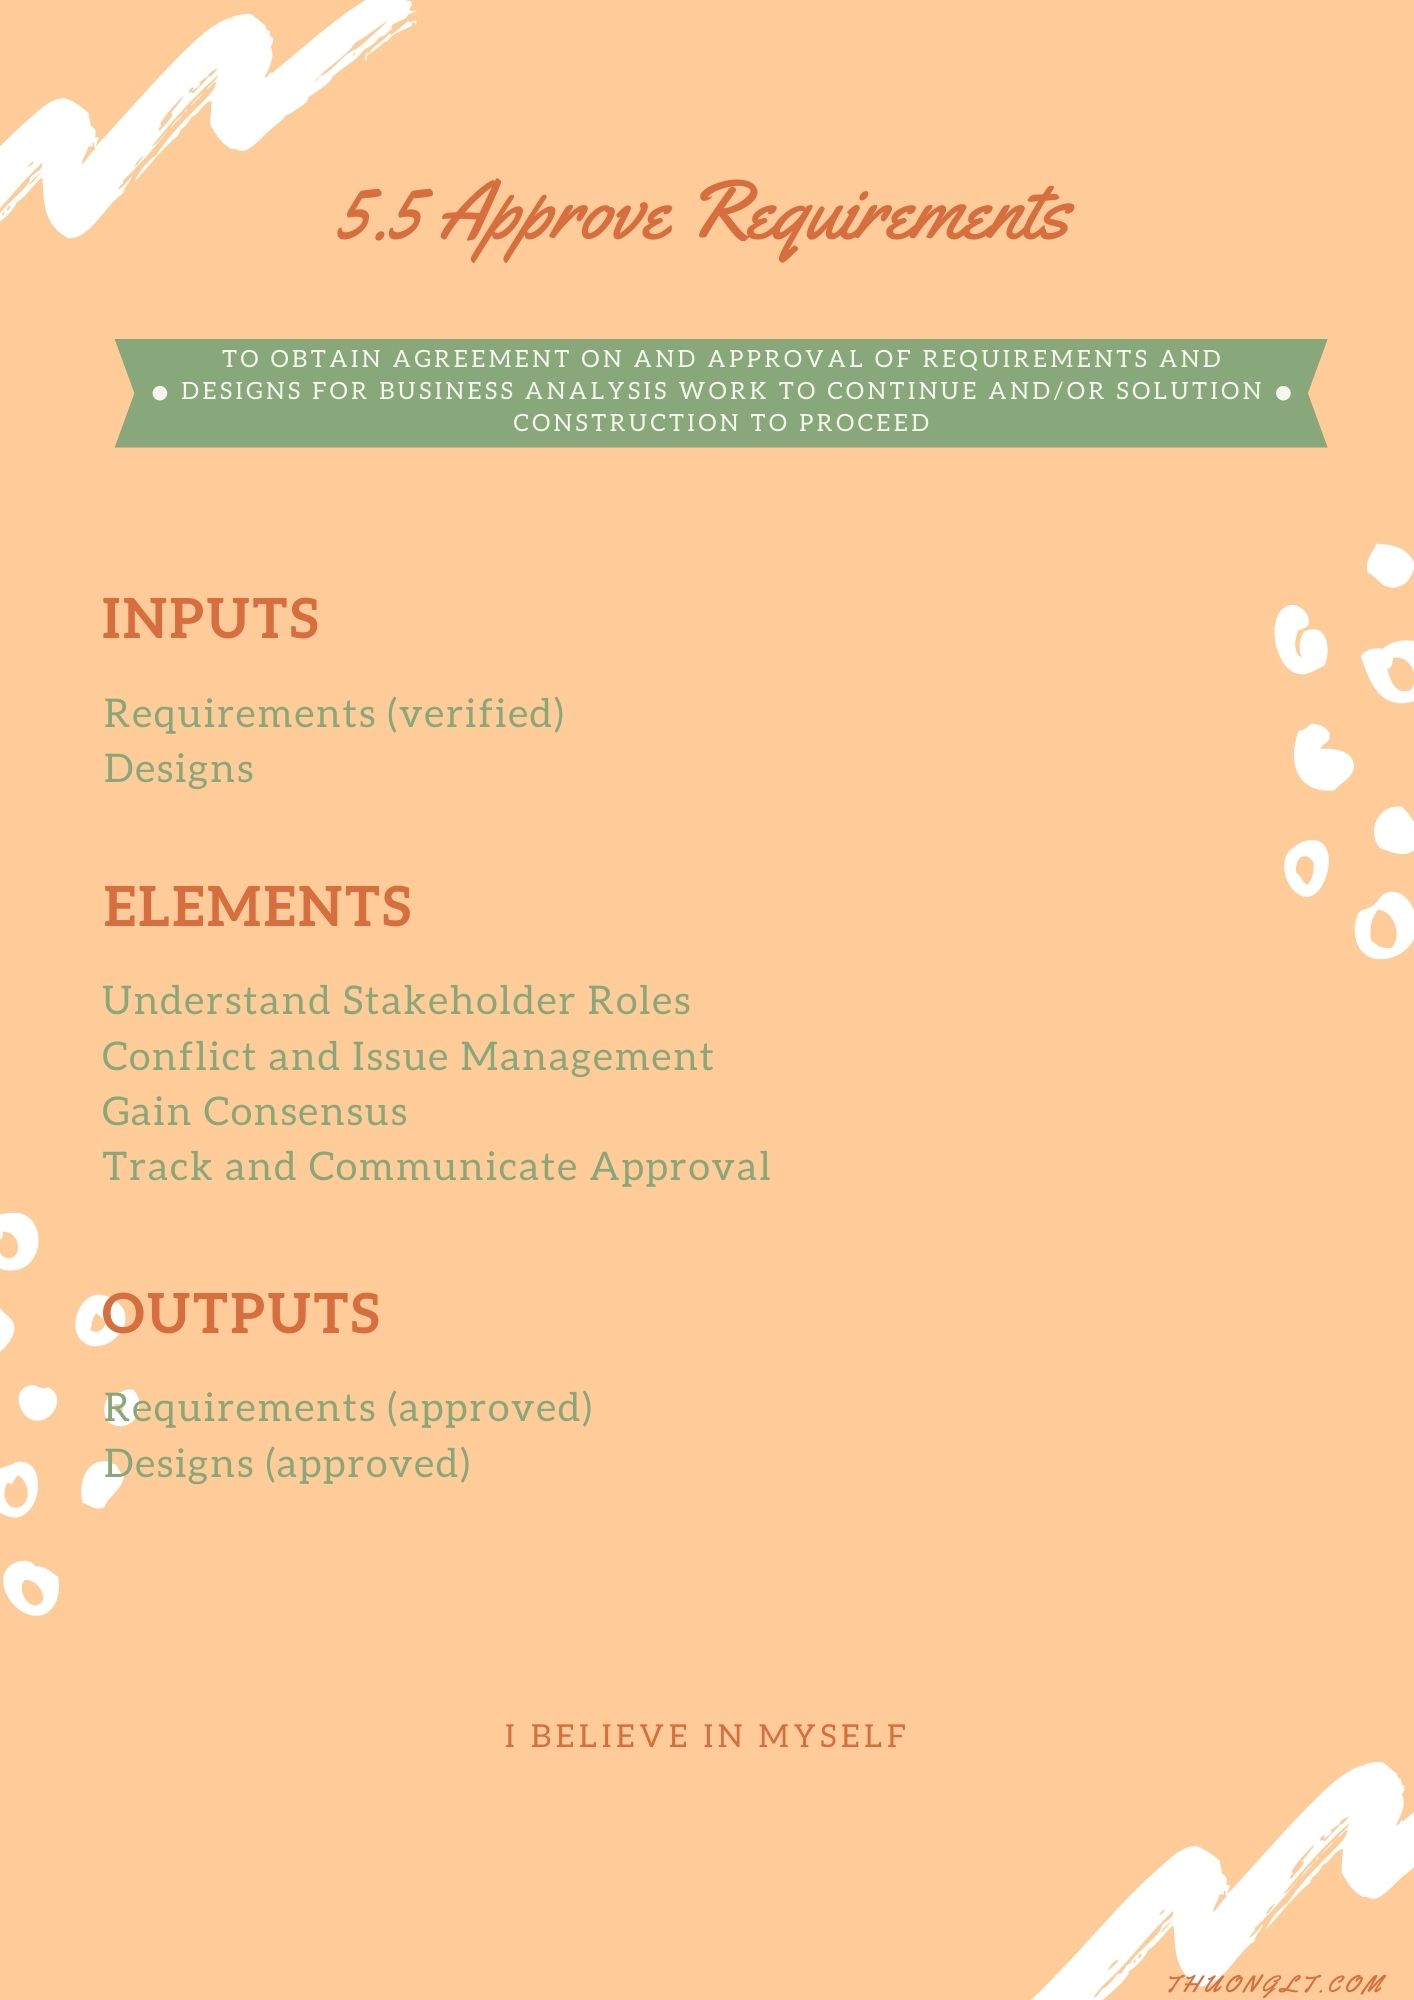 5.5 Approve Requirements
TO OBTAIN AGREEMENT ON AND APPROVAL OF REQUIREMENTS AND
DESIGNS FOR BUSINESS ANALYSIS WORK TO CONTINUE AND/OR SOLUTION
CONSTRUCTION TO PROCEED
INPUTS
Requirements (verified)
Designs
ELEMENTS
Understand Stakeholder Roles
Conflict and Issue Management
Gain Consensus
Track and Communicate Approval
OUTPUTS
Requirements (approved)
Designs (approved)
I BELIEVE IN MYSELF
THUONGLT.COM